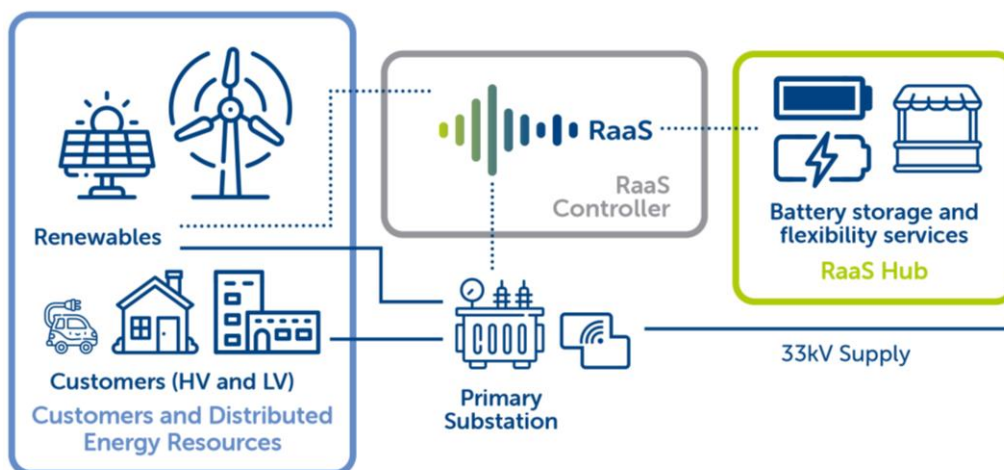 Renewables
Customers (HV and LV)
Customers and Distributed
Energy Resources
RaaS
RaaS
Controller
Primary
Substation
Battery storage and
flexibility services
RaaS Hub
33kV Supply